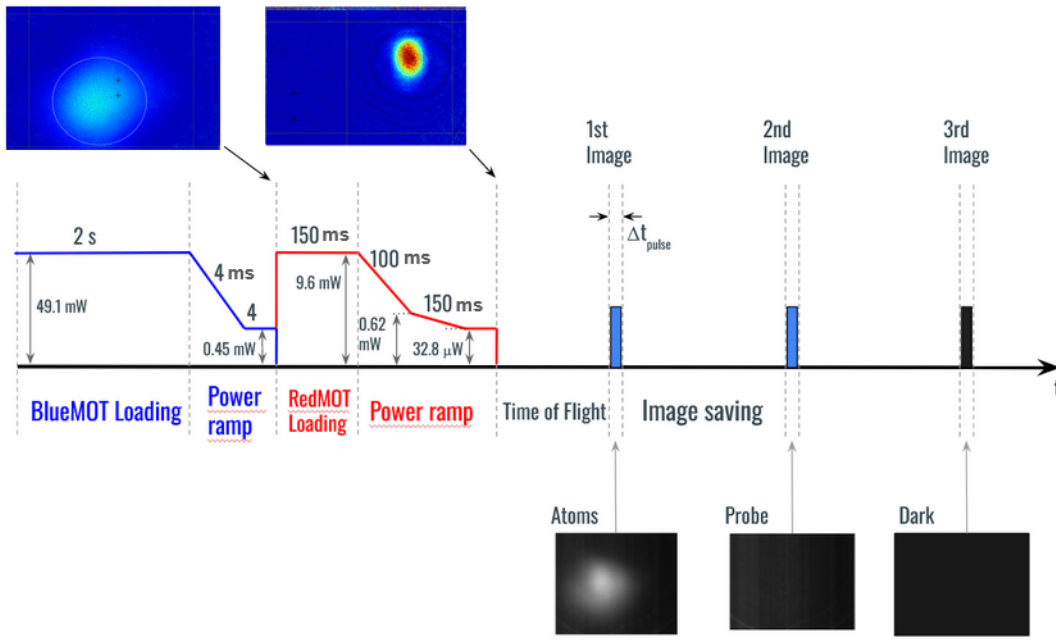 1st
Image
2nd
Image
3rd
Image
Δt pulse
2 s
4 ms
4
150 ms
100 ms
150 ms
49.1 mW
0.45 mW
9.6 mW
0.62
mW
32.8 μW
t
BlueMOT Loading
Power
ramp
RedMOT
Loading
Power ramp
Time of Flight
Image saving
Atoms
Probe
Dark